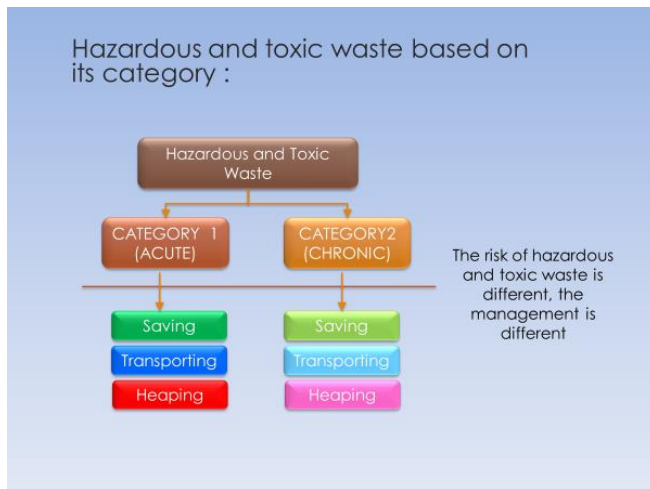 Hazardous and toxic waste based on
its category :
Hazardous and Toxic
Waste
CATEGORY 1
(ACUTE)
CATEGORY2
(CHRONIC)
Saving
Transporting
Heaping
Saving
Transporting
Heaping
The risk of hazardous
and toxic waste is
different, the
management is
different